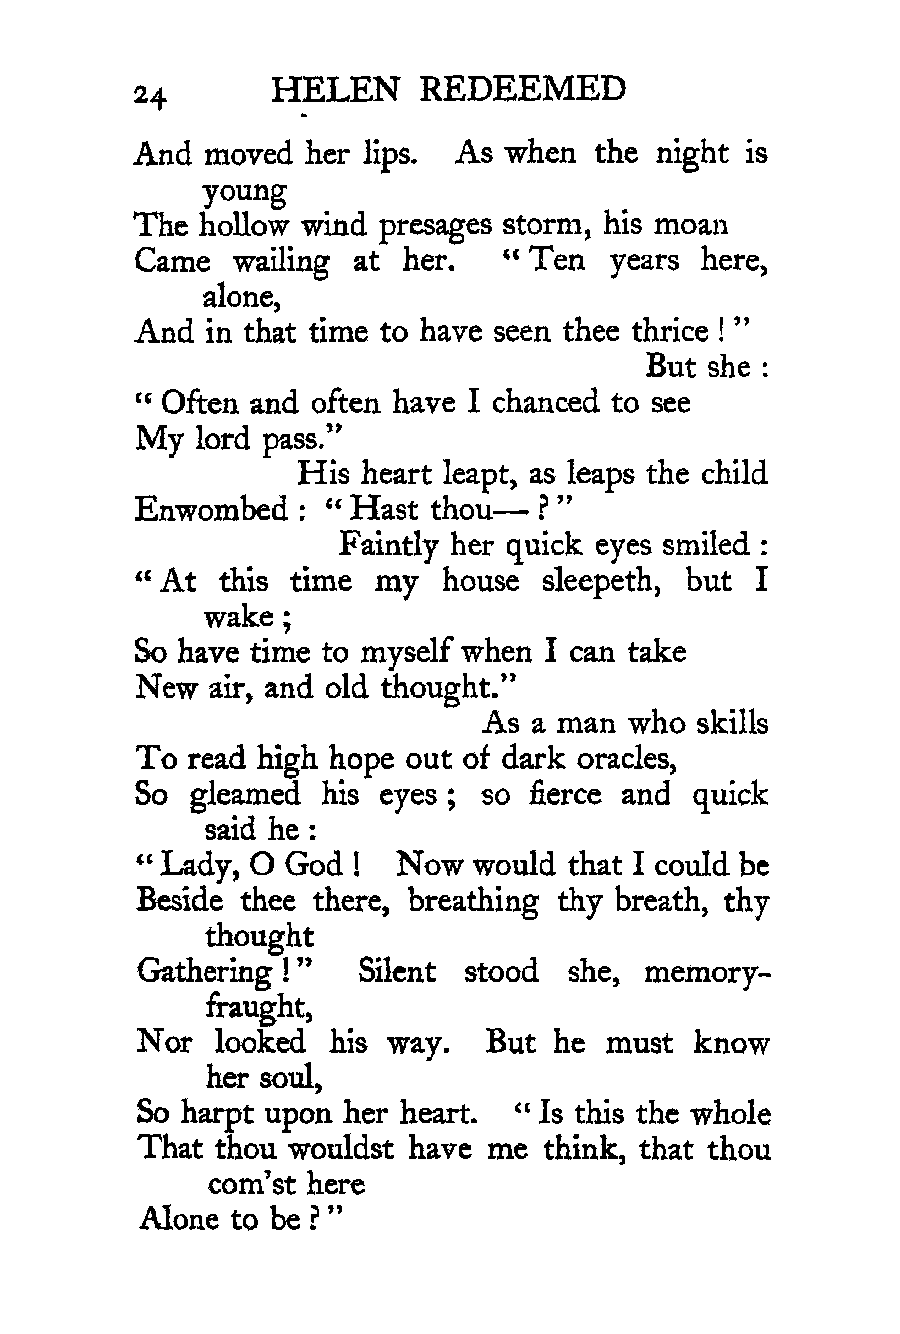 24 HELEN REDEEMED
And moved her lips. As when the night is
young
The hollow wind presages storm, his moan
Came wailing at her. “ Ten years here,
alone,
And in that time to have seen thee thrice ! ”
But she :
“ Often and often have I chanced to see
My lord pass.”
His heart leapt, as leaps the child
Enwombed : “ Hast thou— ? ”
Faintly her quick eyes smiled :
“ At this time my house sleepeth, but I
wake ;
So have time to myself when I can take
New air, and old thought.”
As a man who skills
To read high hope out of dark oracles,
So gleamed his eyes ; so fierce and quick
said he :
“ Lady, O God ! Now would that I could be
Beside thee there, breathing thy breath, thy
thought
Gathering ! ” Silent stood she, memory-
fraught,
Nor looked his way. But he must know
her soul,
So harpt upon her heart. “ Is this the whole
That thou wouldst have me think, that thou
com’st here
Alone to be ? ”